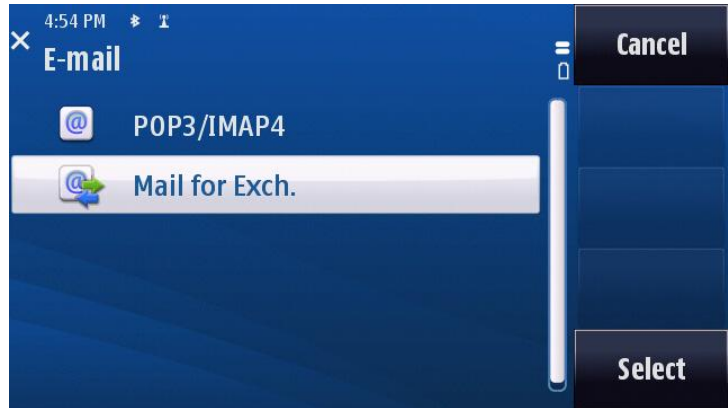 4:54 PM
E-mail
Cancel
@ POP3/IMAP4
@ Mail for Exch.
Select